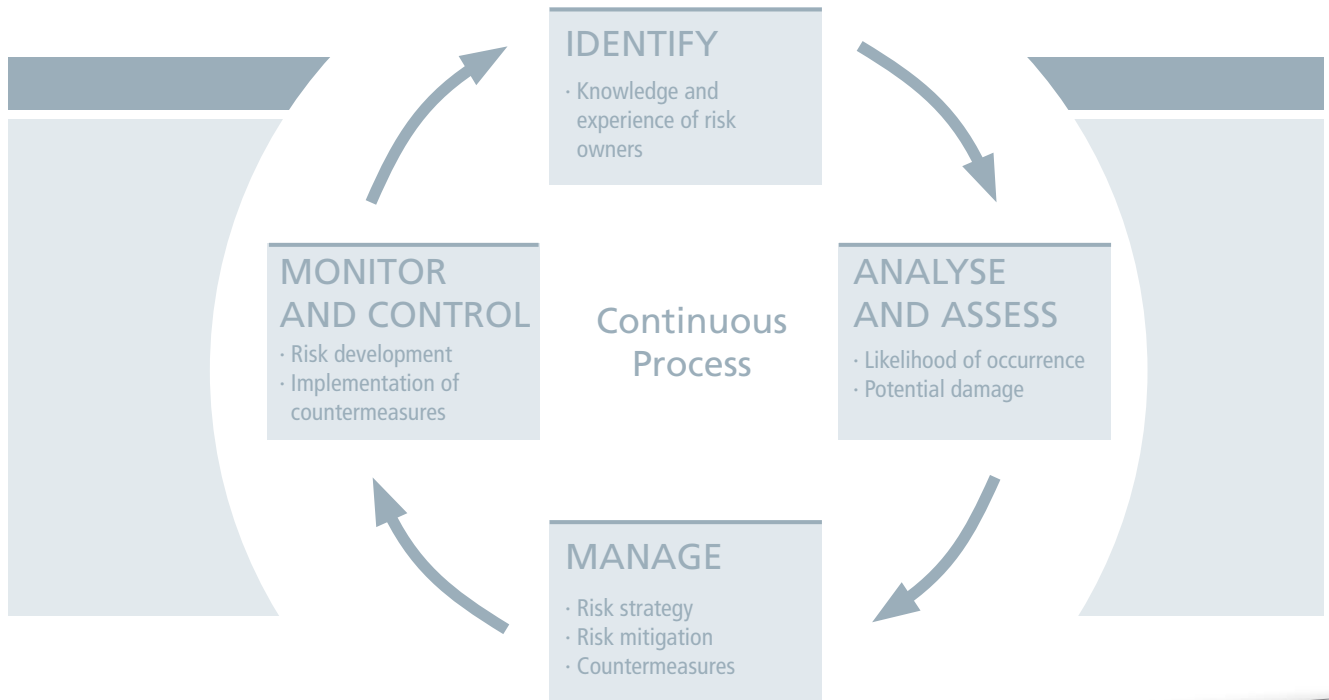 IDENTIFY
· Knowledge and
experience of risk
owners
MONITOR
AND CONTROL
· Risk development
· Implementation of
countermeasures
Continuous
Process
ANALYSE
AND ASSESS
· Likelihood of occurrence
· Potential damage
MANAGE
· Risk strategy
· Risk mitigation
· Countermeasures